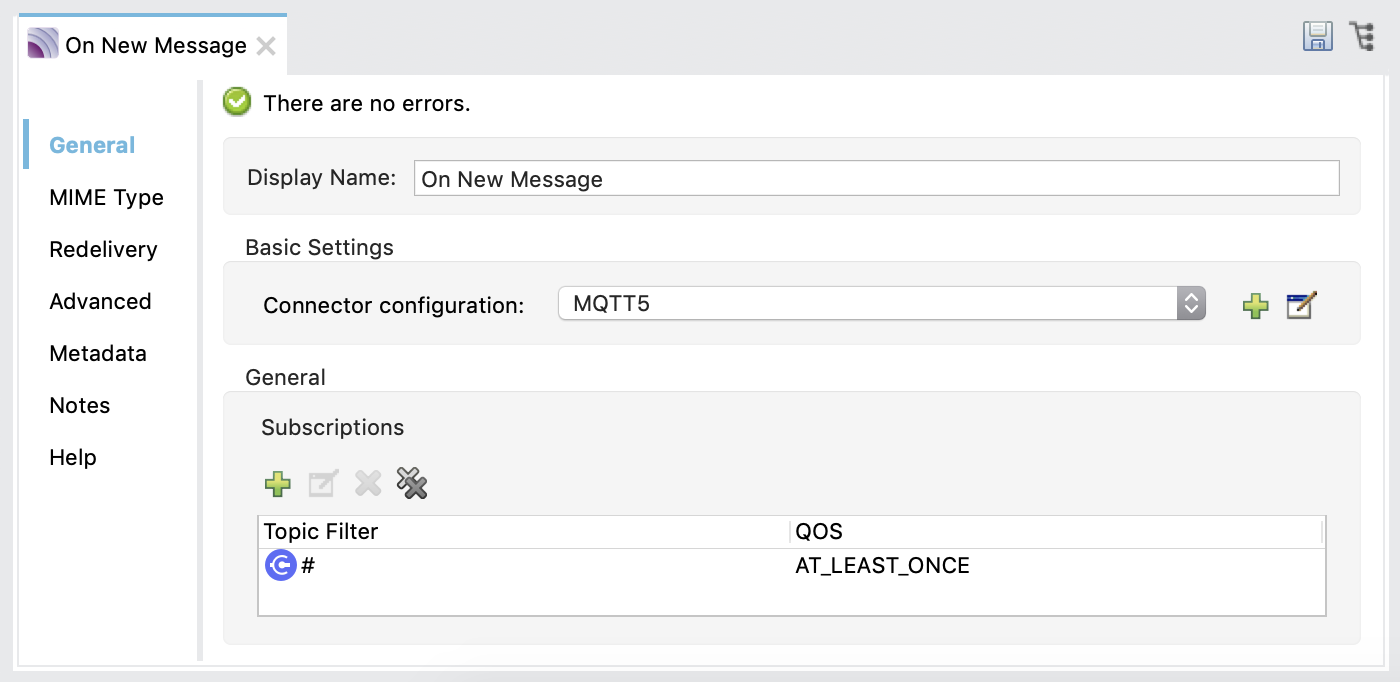 On New Message
There are no errors.
General
MIME Type
Redelivery
Advanced
Metadata
Notes
Help
Display Name: On New Message
Basic Settings
Connector configuration: MQTT5
General
Subscriptions
Topic Filter QOS
# AT_LEAST_ONCE